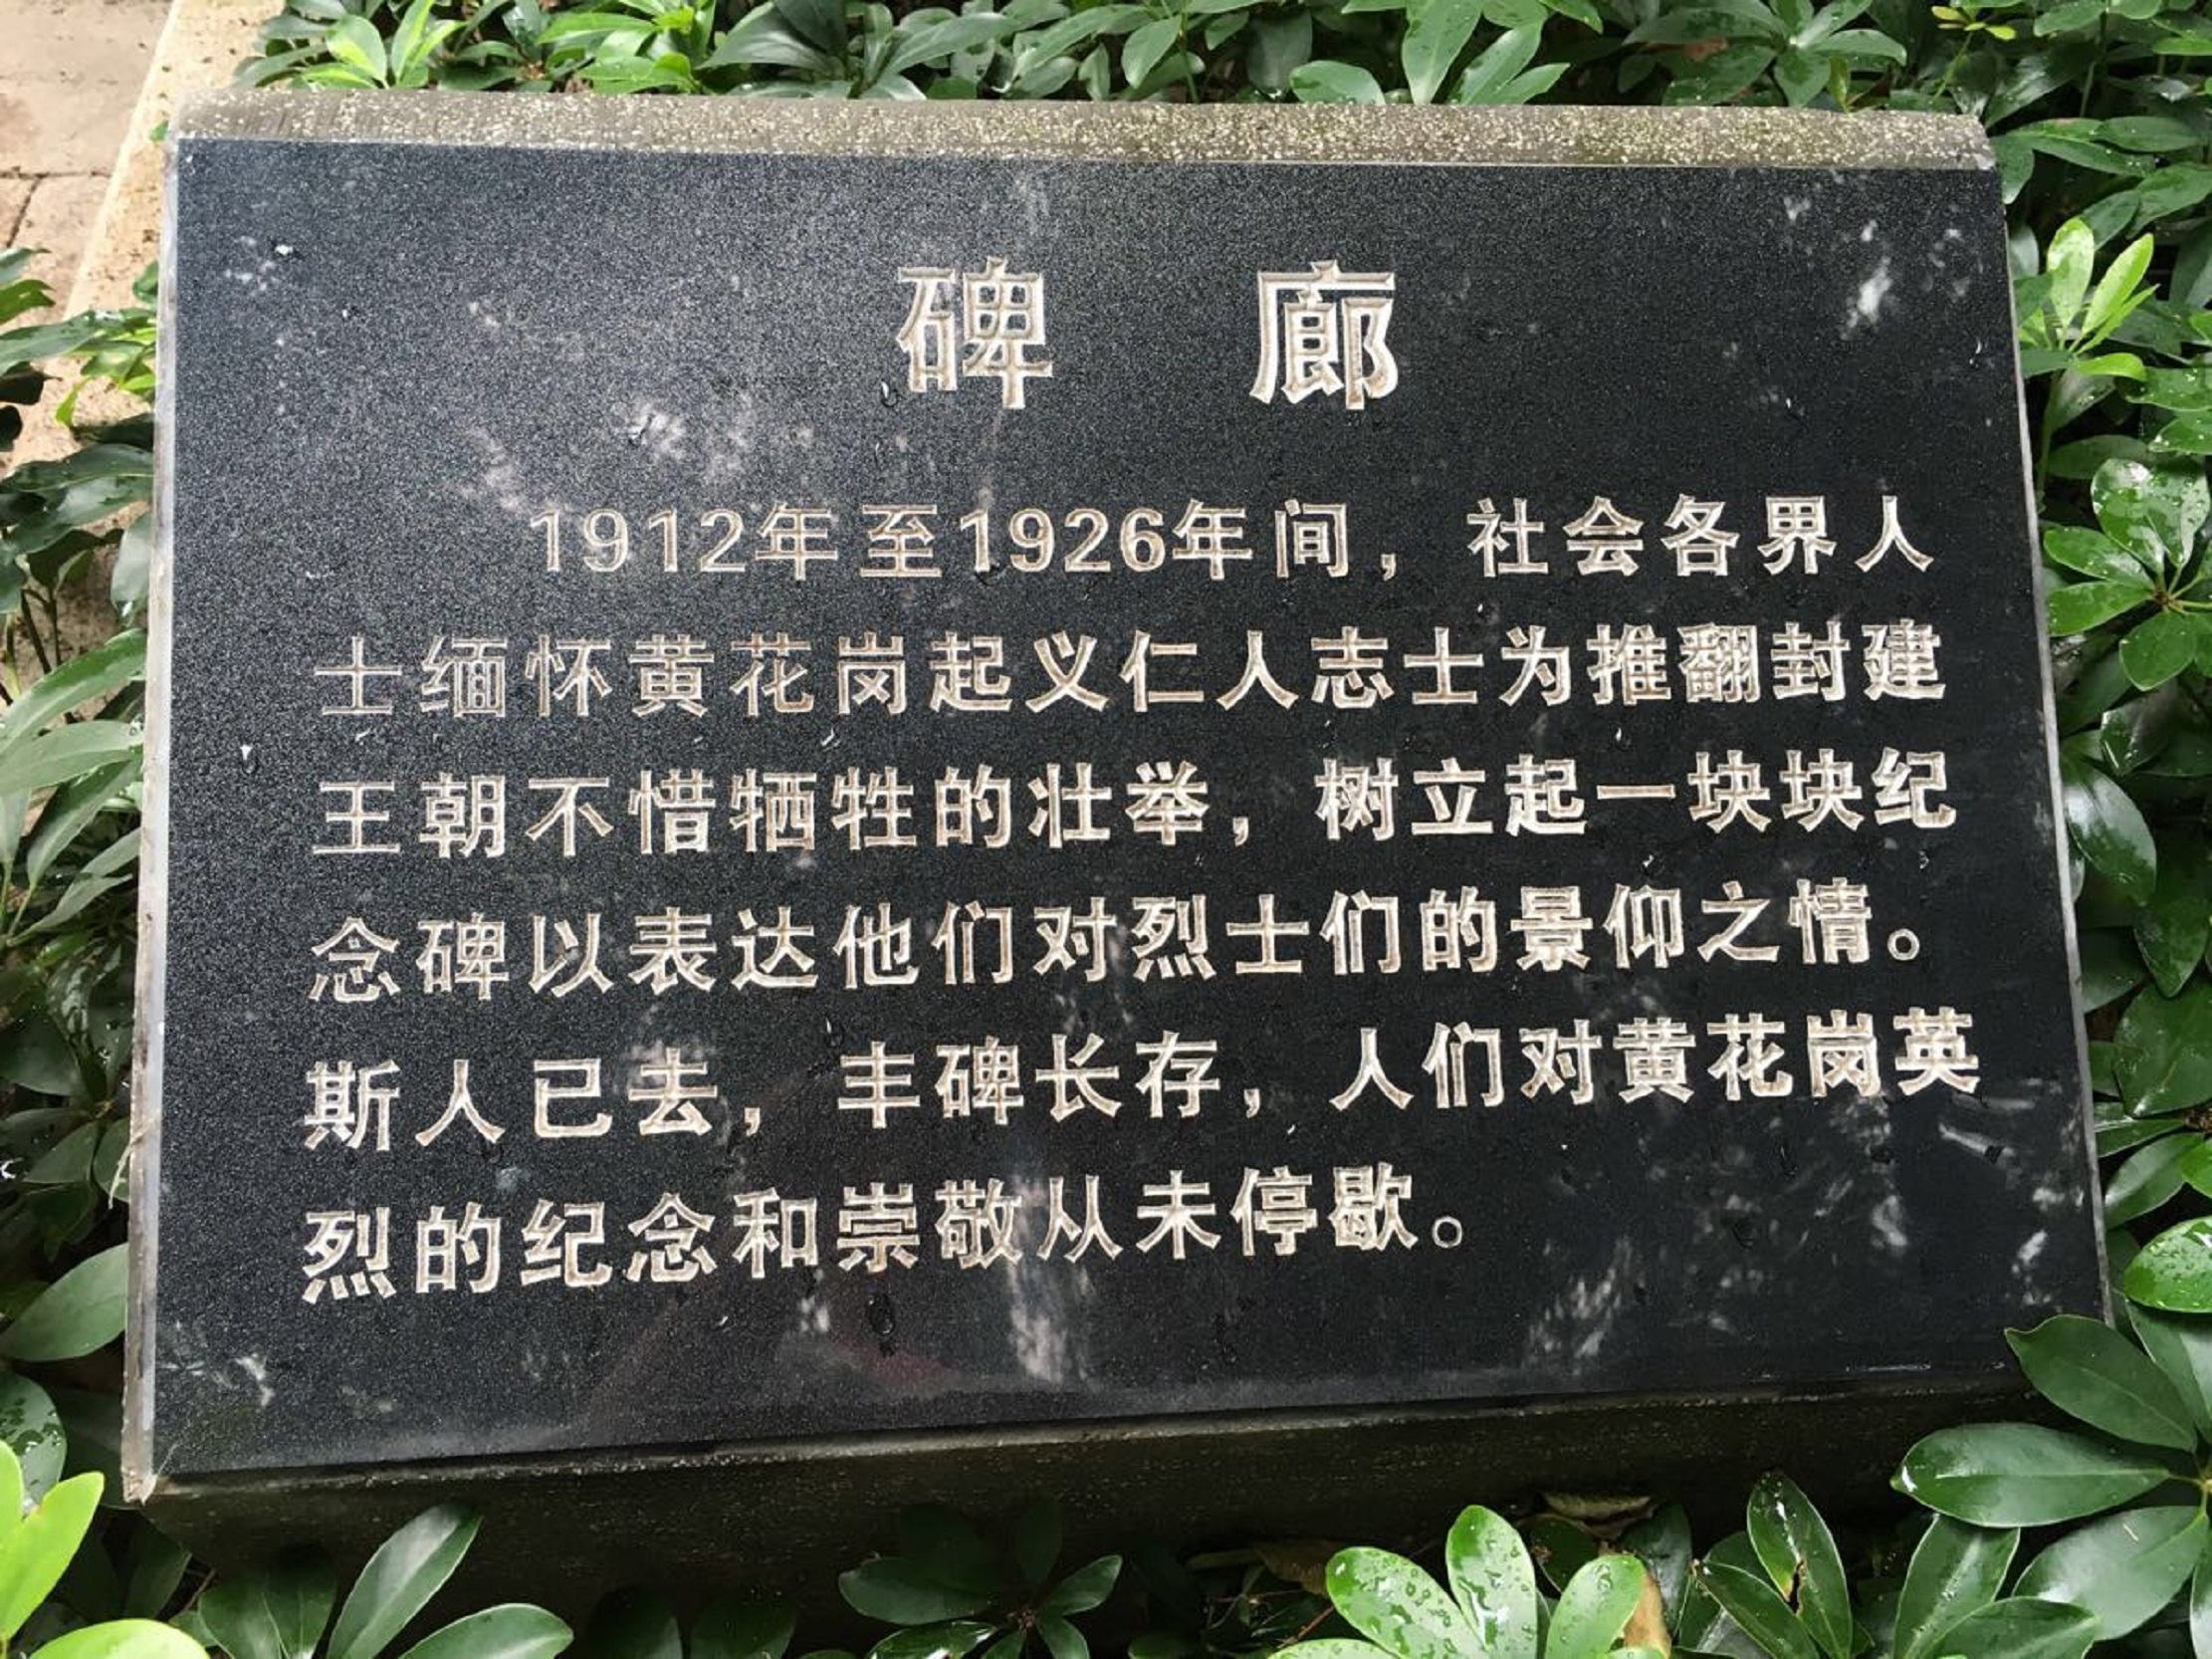 碑 廊
1912年至1926年间，社会各界人
士缅怀黄花岗起义仁人志士为推翻封建
王朝不惜牺牲的壮举，树立起一块块纪
念碑以表达他们对烈士们的景仰之情。
斯人已去，丰碑长存，人们对黄花岗英
烈的纪念和崇敬从未停歇。